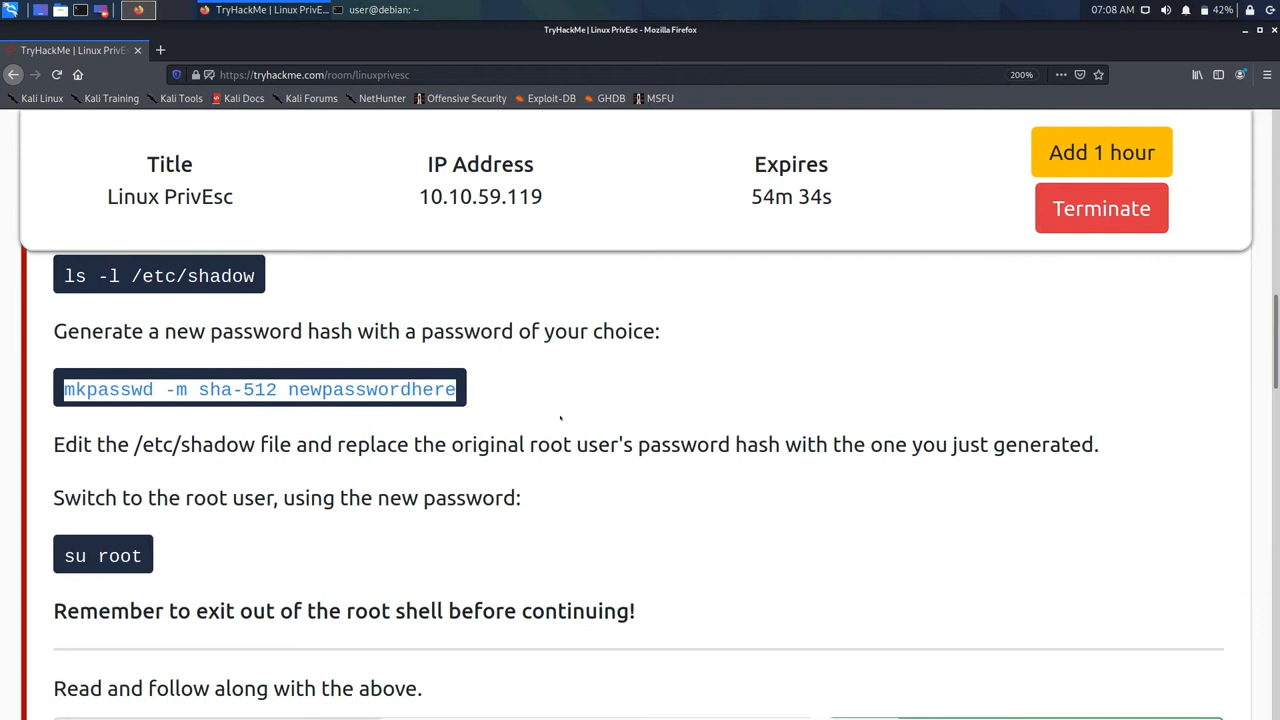 TryHackMe | Linux PrivE...
user@debian: ~
07:08 AM
42%
TryHackMe | Linux PrivEsc - Mozilla Firefox
TryHackMe | Linux PrivEsc
https://tryhackme.com/room/linuxprivesc
200%
Kali Linux
Kali Training
Kali Tools
Kali Docs
Kali Forums
NetHunter
Offensive Security
Exploit-DB
GHDB
MSFU
Title
IP Address
Expires
Add 1 hour
Linux PrivEsc
10.10.59.119
54m 34s
Terminate
ls -l /etc/shadow
Generate a new password hash with a password of your choice:
mkpasswd -m sha-512 newpasswordhere
Edit the /etc/shadow file and replace the original root user's password hash with the one you just generated.
Switch to the root user, using the new password:
su root
Remember to exit out of the root shell before continuing!
Read and follow along with the above.